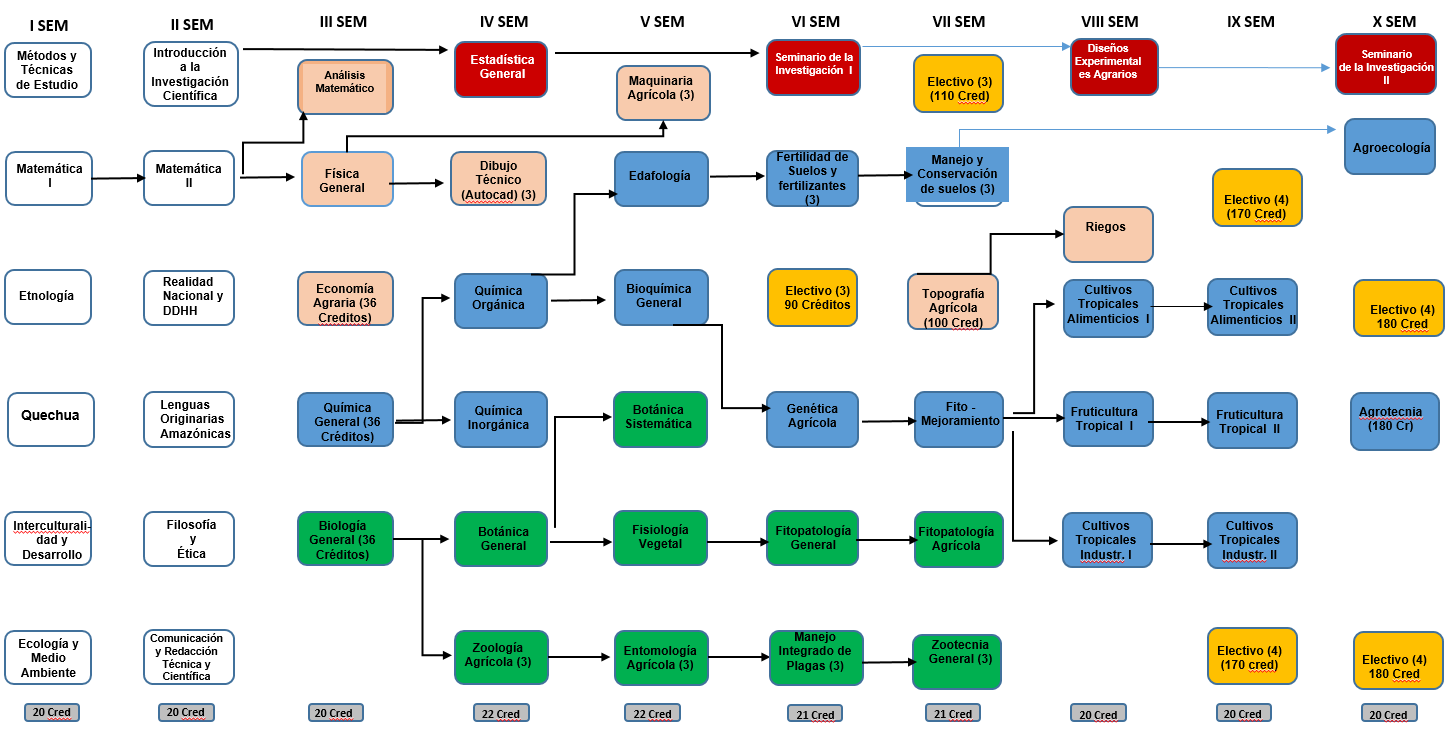 I SEM
II SEM
III SEM
IV SEM
V SEM
VI SEM
VII SEM
VIII SEM
IX SEM
X SEM
Métodos y
Técnicas
de Estudio
Introducción
a la
Investigación
Científica
Análisis
Matemático
Estadística
General
Maquinaria
Agrícola (3)
Seminario de la
Investigación I
Electivo (3)
(110 Cred)
Diseños
Experimental
es Agrarios
Seminario
de la Investigación
II
Matemática
I
Matemática
II
Física
General
Dibujo
Técnico
(Autocad) (3)
Edafología
Fertilidad de
Suelos y
fertilizantes
(3)
Manejo y
Conservación
de suelos (3)
Riegos
Electivo (4)
(170 Cred)
Agroecología
Etnología
Realidad
Nacional y
DDHH
Economía
Agraria (36
Creditos)
Química
Orgánica
Bioquímica
General
Electivo (3)
90 Créditos
Topografía
Agrícola
(100 Cred)
Cultivos
Tropicales
Alimenticios I
Cultivos
Tropicales
Alimenticios II
Electivo (4)
180 Cred
Quechua
Lenguas
Originarias
Amazónicas
Química
General (36
Créditos)
Química
Inorgánica
Botánica
Sistemática
Genética
Agrícola
Fito -
Mejoramiento
Fruticultura
Tropical I
Fruticultura
Tropical II
Agrotecnia
(180 Cr)
Interculturali-
dad y
Desarrollo
Filosofía
y
Ética
Biología
General (36
Créditos)
Botánica
General
Fisiología
Vegetal
Fitopatología
General
Fitopatología
Agrícola
Cultivos
Tropicales
Industr. I
Cultivos
Tropicales
Industr. II
Ecología y
Medio
Ambiente
Comunicación
y Redacción
Técnica y
Científica
Zoología
Agrícola (3)
Entomología
Agrícola (3)
Manejo
Integrado de
Plagas (3)
Zootecnia
General (3)
Electivo (4)
(170 cred)
Electivo (4)
180 Cred
20 Cred
20 Cred
20 Cred
22 Cred
22 Cred
21 Cred
21 Cred
20 Cred
20 Cred
20 Cred